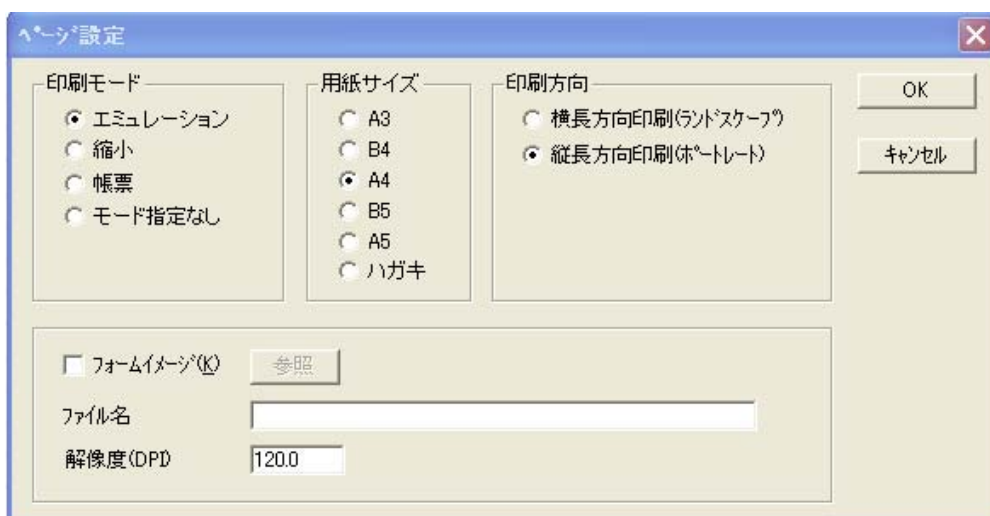 ﾍﾟｰｼﾞ設定
印刷モード
エミュレーション
縮小
帳票
モード指定なし
用紙サイズ
A3
B4
A4
B5
A5
ハガキ
印刷方向
横長方向印刷(ﾗﾝﾄﾞｽｹｰﾌﾟ)
縦長方向印刷(ﾎﾟｰﾄﾚｰﾄ)
OK
ｷｬﾝｾﾙ
ﾌｫｰﾑｲﾒｰｼﾞ(K)
参照
ﾌｧｲﾙ名
解像度(DPI)
120.0